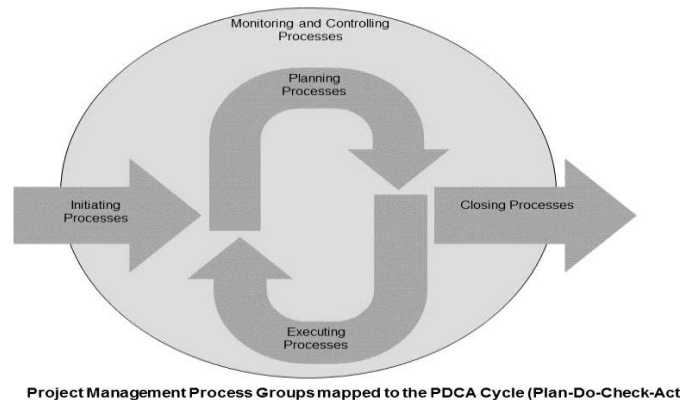 Monitoring and Controlling
Processes
Planning
Processes
Initiating
Processes
Closing Processes
Executing
Processes
Project Management Process Groups mapped to the PDCA Cycle (Plan-Do-Check-Act